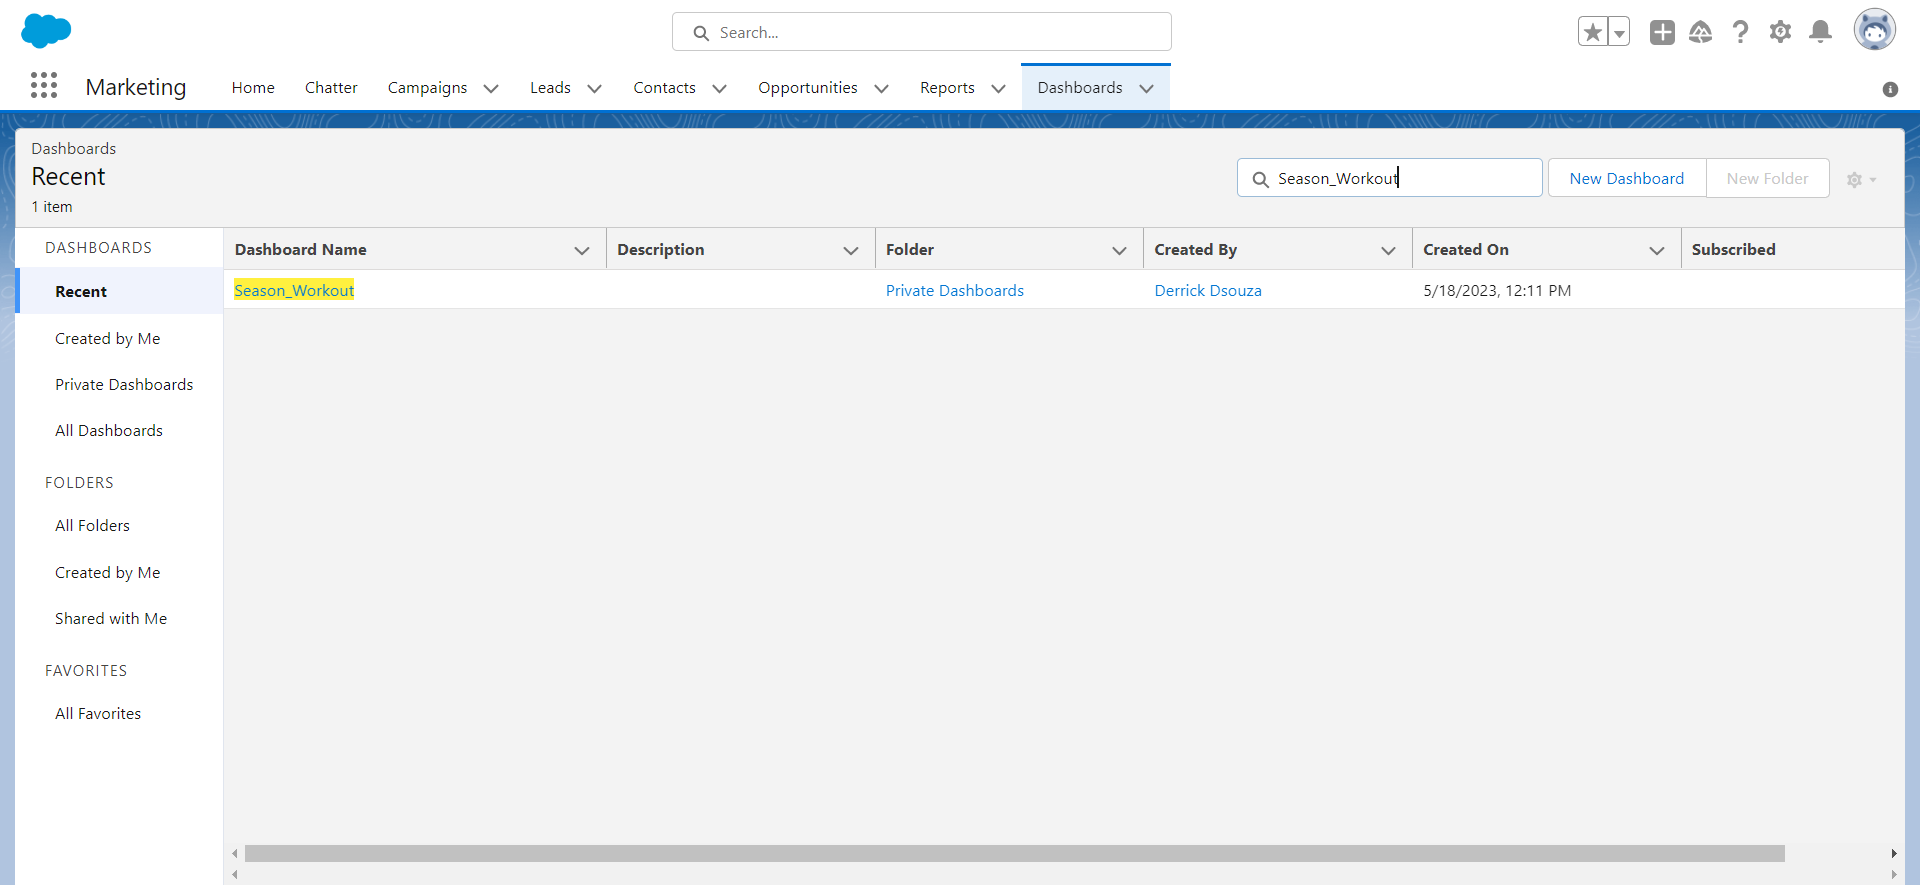 Search...
Marketing
Home
Chatter
Campaigns
Leads
Contacts
Opportunities
Reports
Dashboards
Dashboards
Recent
1 item
Season_Workout
New Dashboard
New Folder
DASHBOARDS
Recent
Created by Me
Private Dashboards
All Dashboards
FOLDERS
All Folders
Created by Me
Shared with Me
FAVORITES
All Favorites
Dashboard Name
Description
Folder
Created By
Created On
Subscribed
Season_Workout
Private Dashboards
Derrick Dsouza
5/18/2023, 12:11 PM